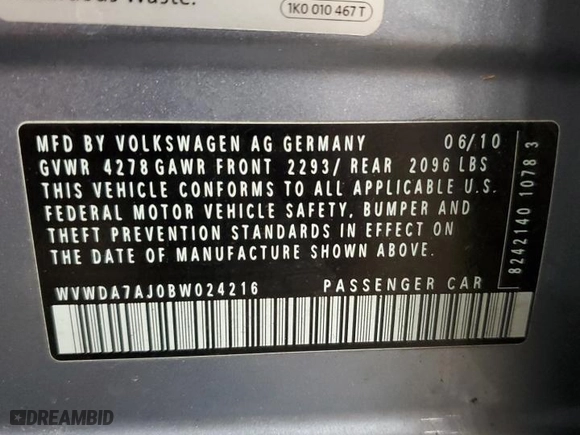 Waste.
1K0 010 467 T
MFD BY VOLKSWAGEN AG GERMANY 06/10
GVWR 4278 GAWR FRONT 2293/ REAR 2096 LBS
THIS VEHICLE CONFORMS TO ALL APPLICABLE U.S.
FEDERAL MOTOR VEHICLE SAFETY, BUMPER AND
THEFT PREVENTION STANDARDS IN EFFECT ON
THE DATE OF MANUFACTURE SHOWN ABOVE.
WVWDA7AJ0BW024216 PASSENGER CAR
8242140 1078 3
DREAMBID